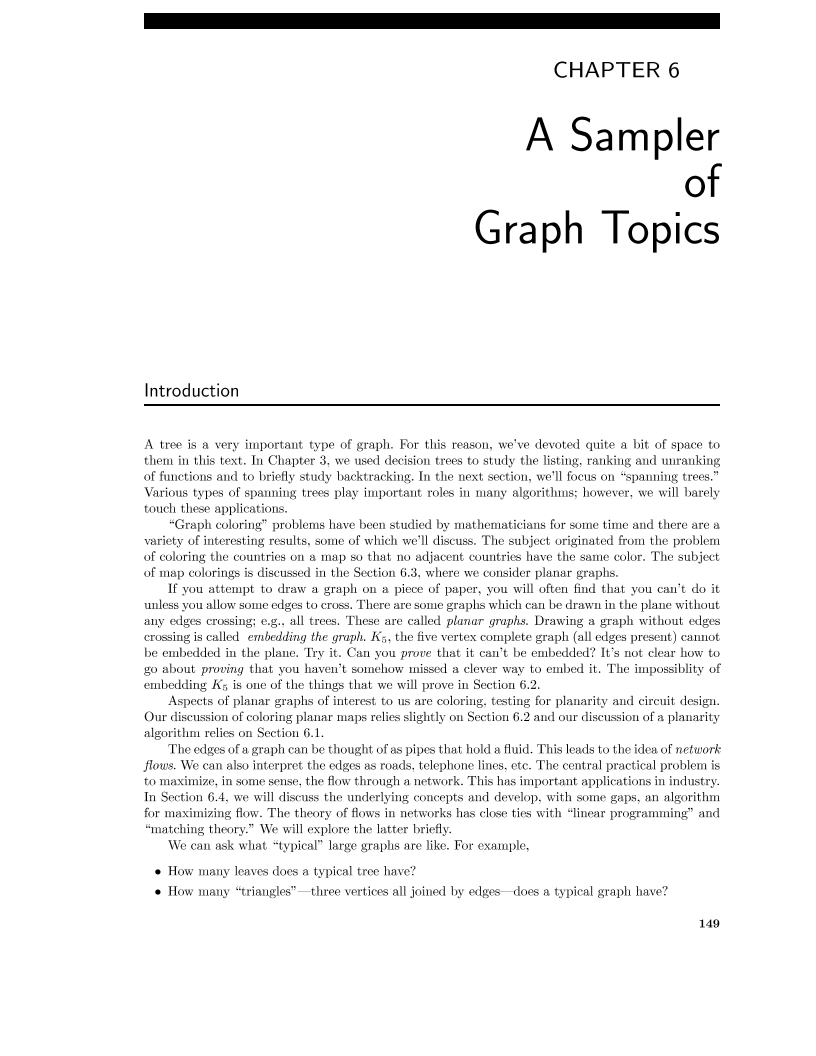 CHAPTER 6
A Sampler
of
Graph Topics
Introduction
A tree is a very important type of graph. For this reason, we've devoted quite a bit of space to
them in this text. In Chapter 3, we used decision trees to study the listing, ranking and unranking
of functions and to briefly study backtracking. In the next section, we'll focus on “spanning trees.”
Various types of spanning trees play important roles in many algorithms; however, we will barely
touch these applications.
“Graph coloring” problems have been studied by mathematicians for some time and there are a
variety of interesting results, some of which we'll discuss. The subject originated from the problem
of coloring the countries on a map so that no adjacent countries have the same color. The subject
of map colorings is discussed in the Section 6.3, where we consider planar graphs.
If you attempt to draw a graph on a piece of paper, you will often find that you can't do it
unless you allow some edges to cross. There are some graphs which can be drawn in the plane without
any edges crossing; e.g., all trees. These are called planar graphs. Drawing a graph without edges
crossing is called embedding the graph. K5, the five vertex complete graph (all edges present) cannot
be embedded in the plane. Try it. Can you prove that it can't be embedded? It's not clear how to
go about proving that you haven't somehow missed a clever way to embed it. The impossiblity of
embedding K5 is one of the things that we will prove in Section 6.2.
Aspects of planar graphs of interest to us are coloring, testing for planarity and circuit design.
Our discussion of coloring planar maps relies slightly on Section 6.2 and our discussion of a planarity
algorithm relies on Section 6.1.
The edges of a graph can be thought of as pipes that hold a fluid. This leads to the idea of network
flows. We can also interpret the edges as roads, telephone lines, etc. The central practical problem is
to maximize, in some sense, the flow through a network. This has important applications in industry.
In Section 6.4, we will discuss the underlying concepts and develop, with some gaps, an algorithm
for maximizing flow. The theory of flows in networks has close ties with “linear programming” and
“matching theory.” We will explore the latter briefly.
We can ask what “typical” large graphs are like. For example,
• How many leaves does a typical tree have?
• How many “triangles”—three vertices all joined by edges—does a typical graph have?
149